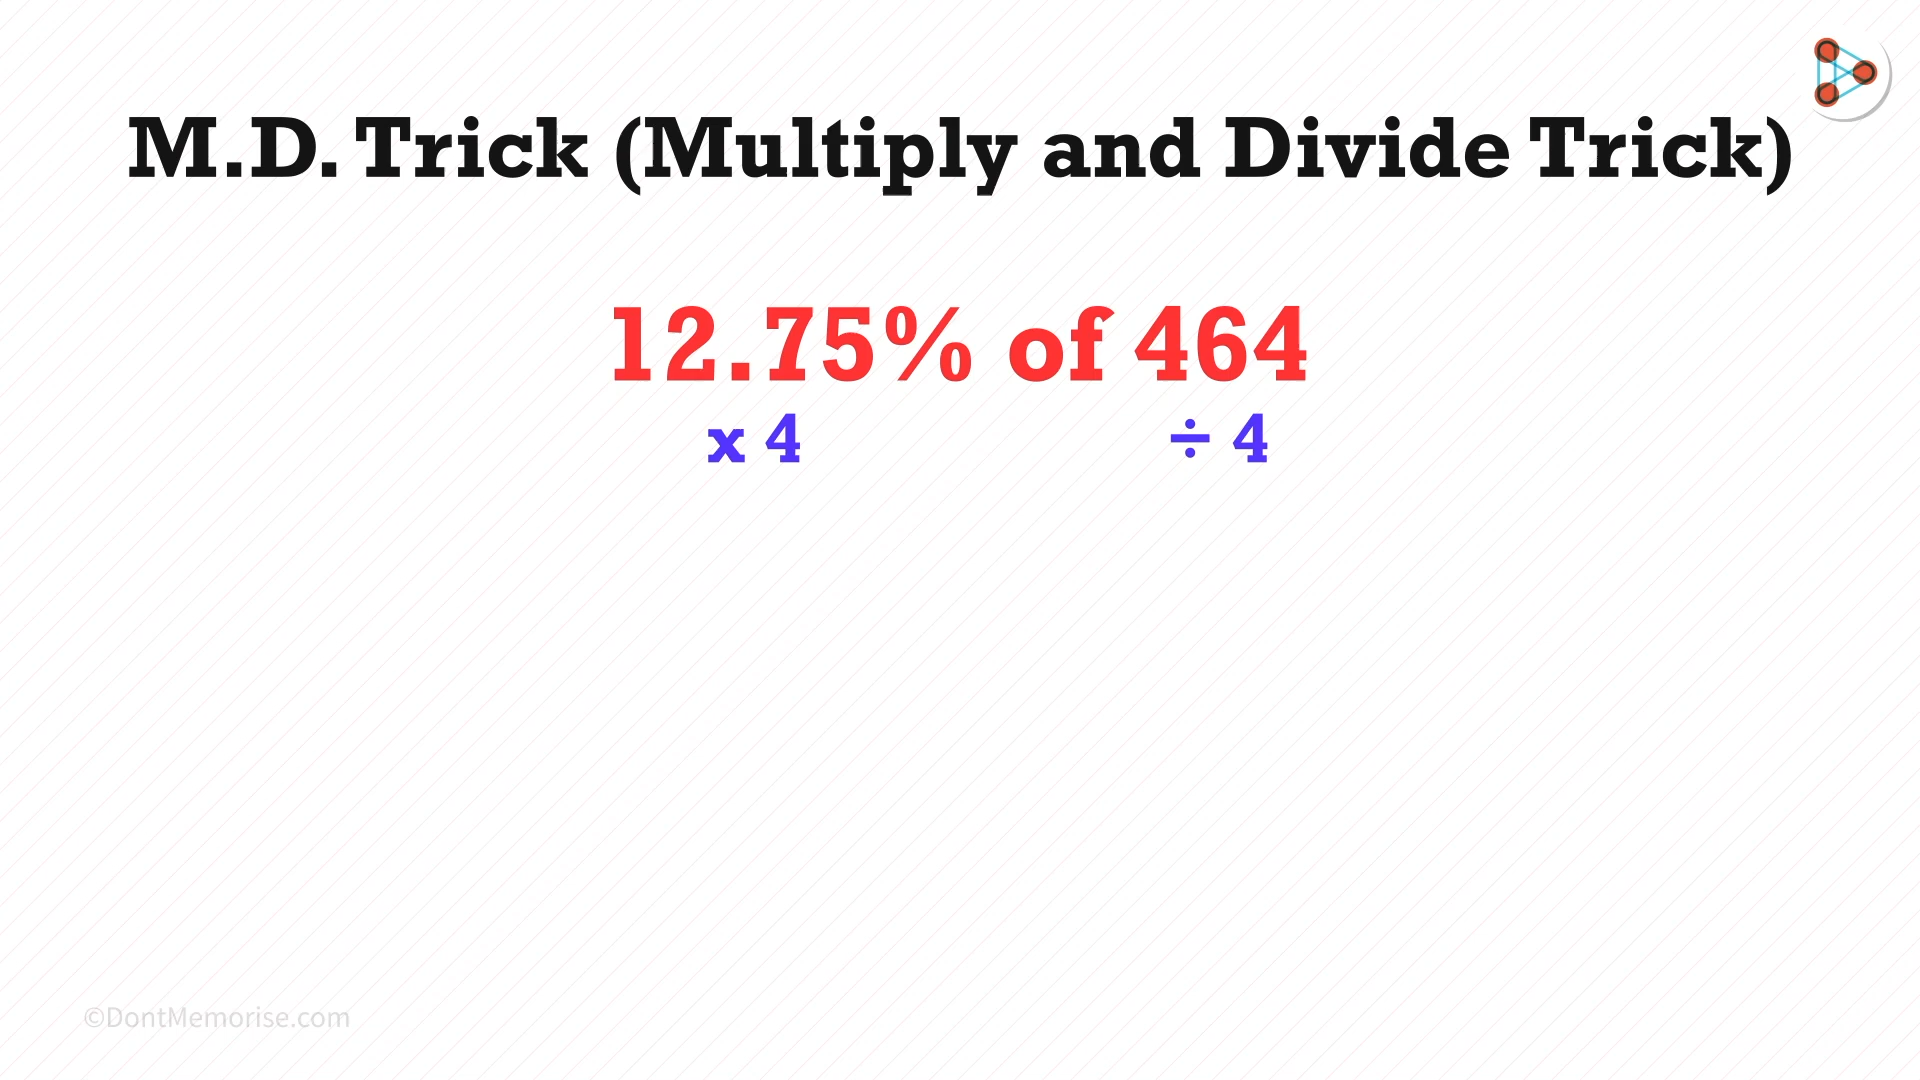 M.D. Trick (Multiply and Divide Trick)
12.75% of 464
x 4 ÷ 4
©DontMemorise.com